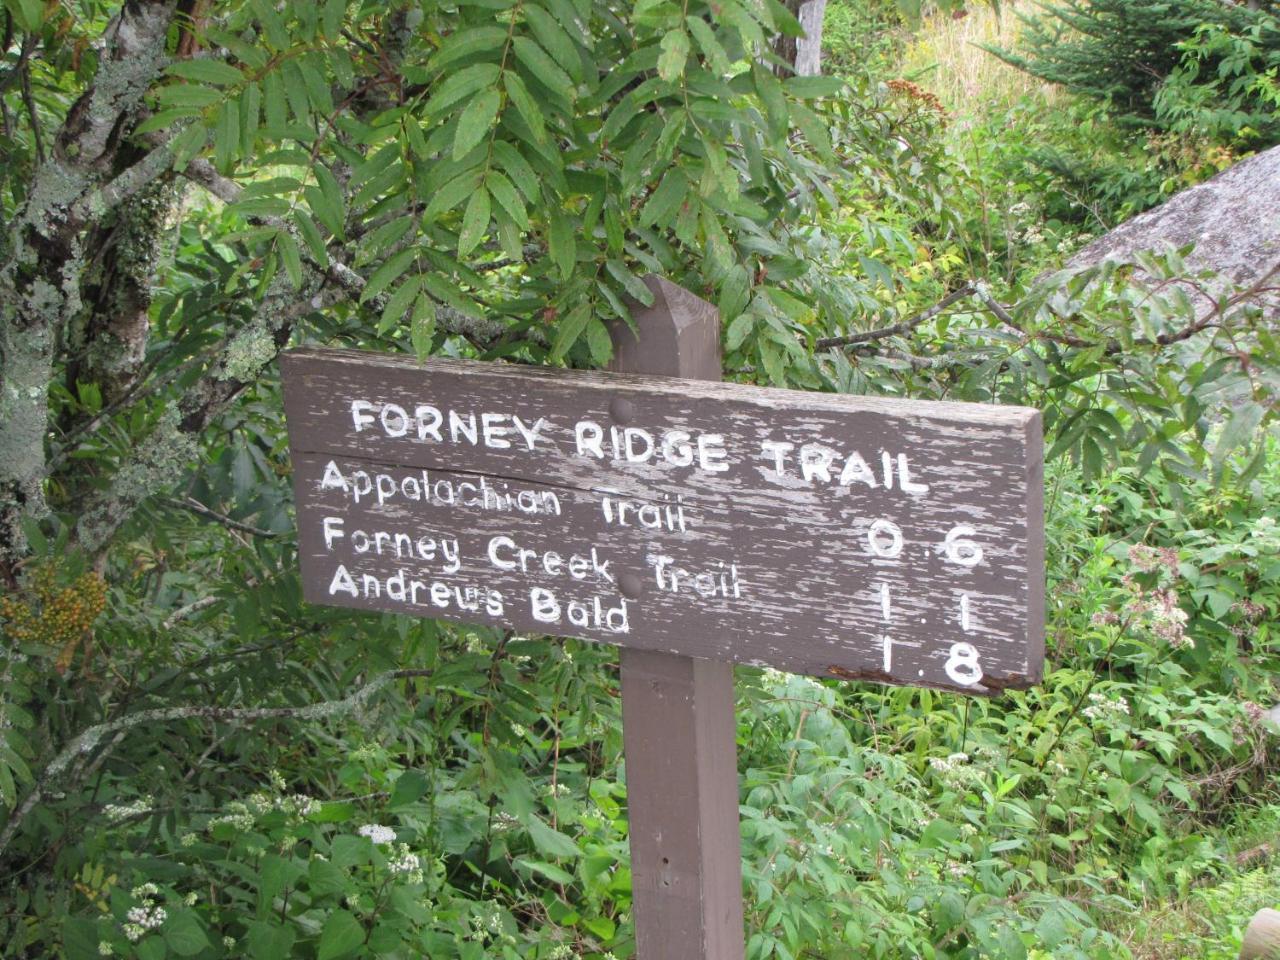 FORNEY RIDGE TRAIL
Appalachian Trail 0.6
Forney Creek Trail 1.1
Andrews Bald 1.8